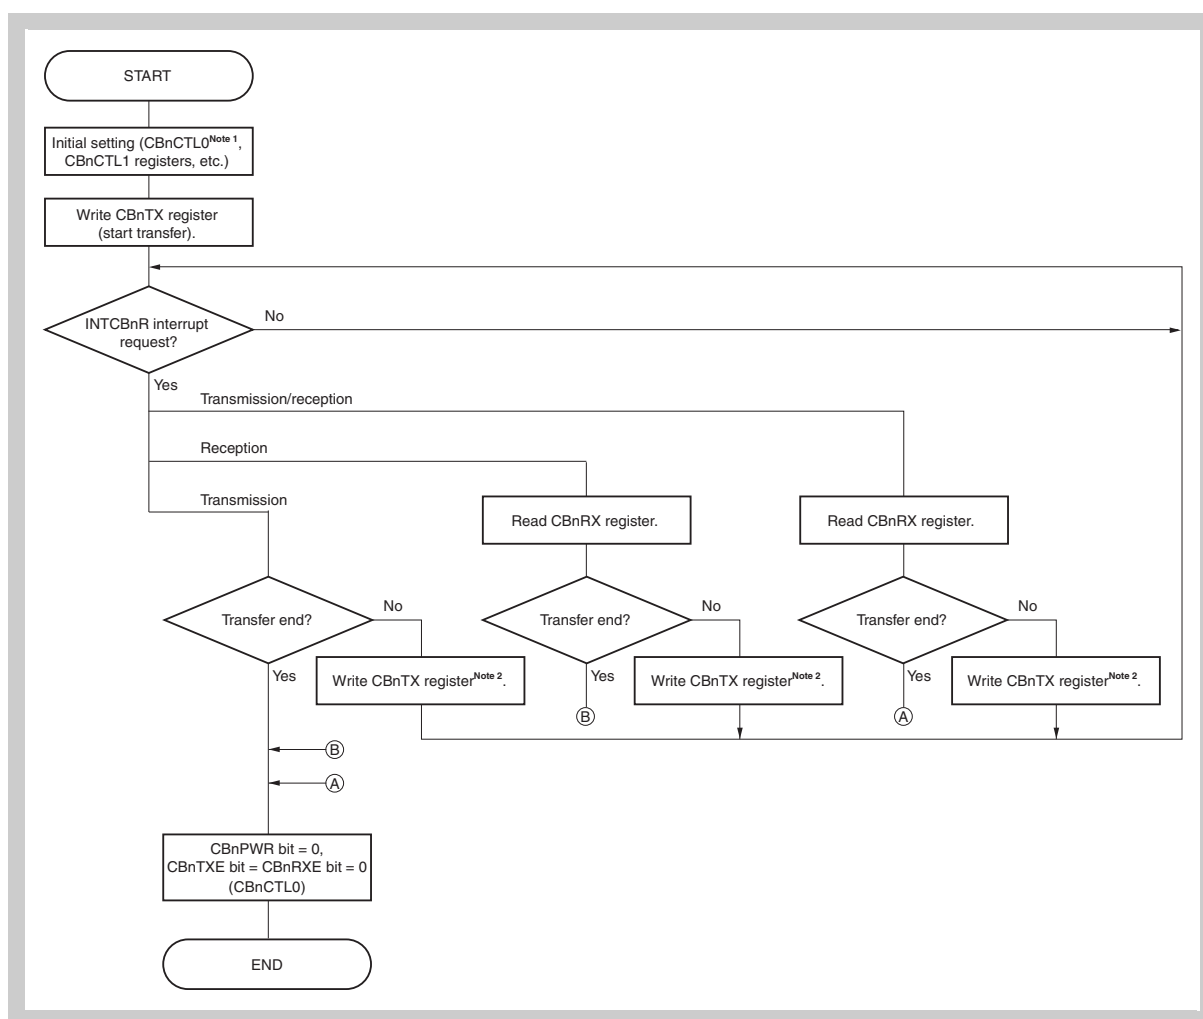 START
Initial setting (CBnCTL0Note 1,
CBnCTL1 registers, etc.)
Write CBnTX register
(start transfer).
INTCBnR interrupt
request?
No
Yes
Transmission/reception
Reception
Transmission
Read CBnRX register.
Read CBnRX register.
Transfer end?
No
Transfer end?
No
Transfer end?
No
Yes
Write CBnTX registerNote 2.
Yes
Write CBnTX registerNote 2.
Yes
Write CBnTX registerNote 2.
B
A
B
A
CBnPWR bit = 0,
CBnTXE bit = CBnRXE bit = 0
(CBnCTL0)
END